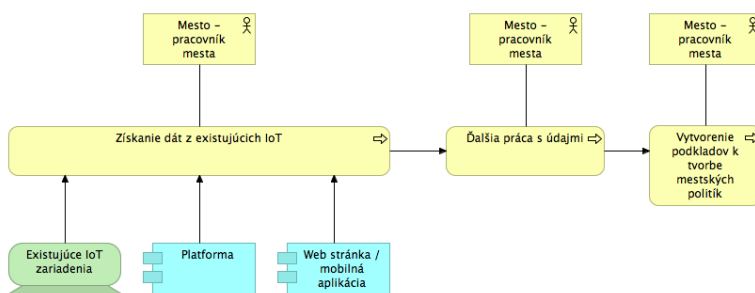 Mesto –
pracovník
mesta
Mesto –
pracovník
mesta
Mesto –
pracovník
mesta
Získanie dát z existujúcich IoT
Ďalšia práca s údajmi
Vytvorenie
podkladov k
tvorbe
mestských
politík
Existujúce IoT
zariadenia
Platforma
Web stránka /
mobilná
aplikácia